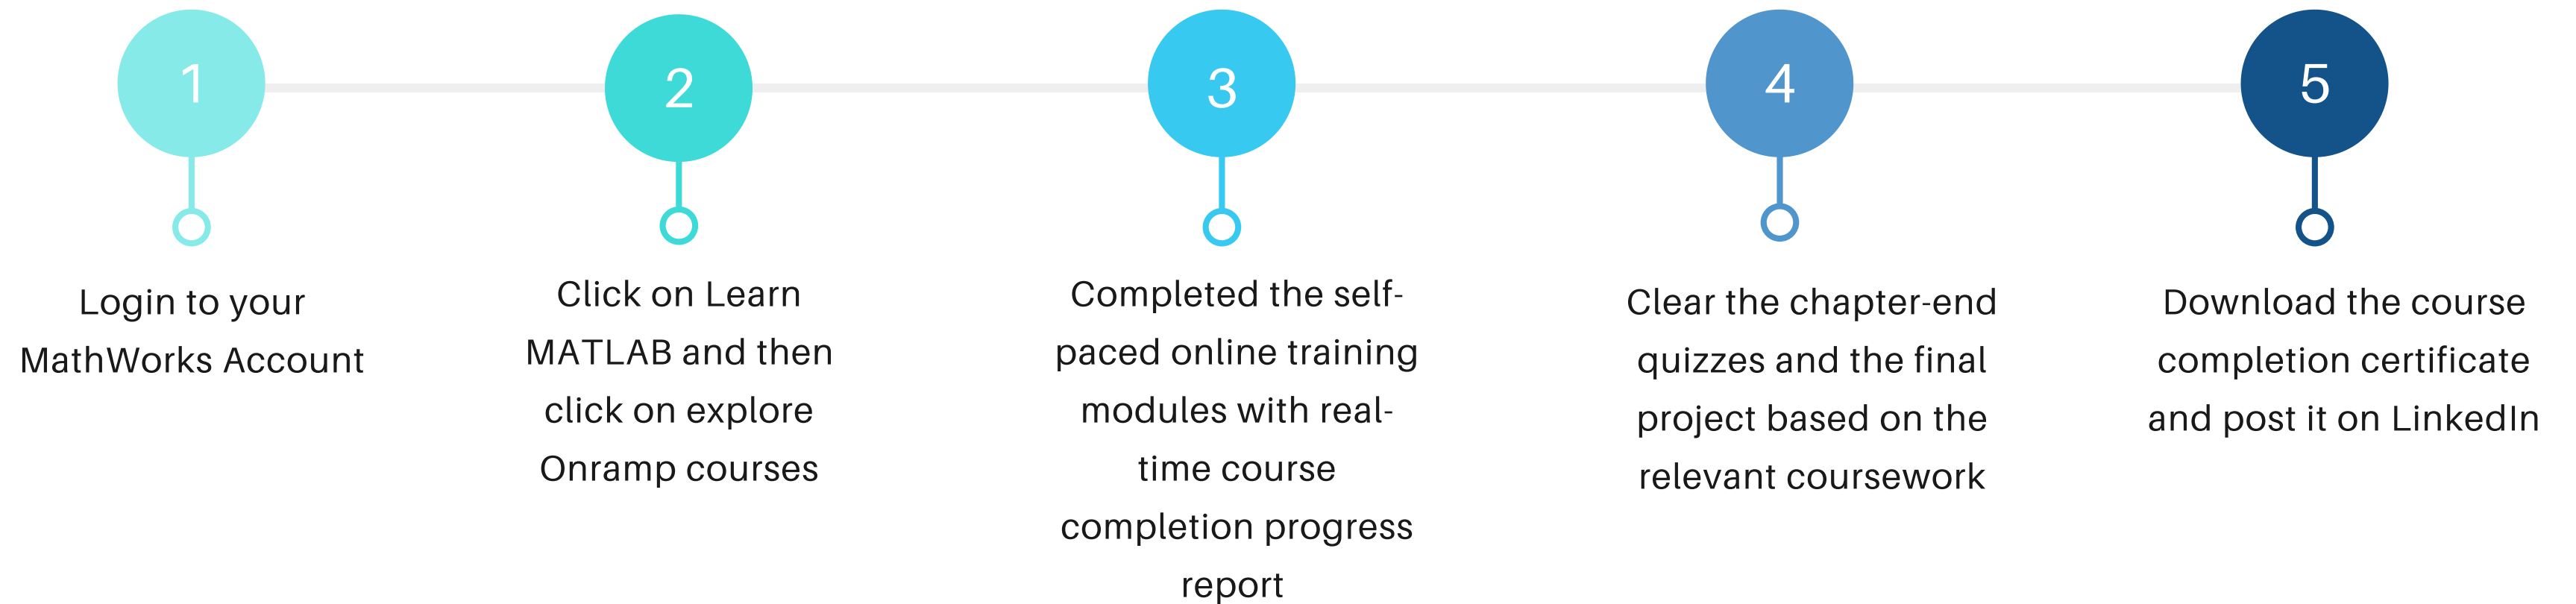 1
2
3
4
5
Login to your
MathWorks Account
Click on Learn
MATLAB and then
click on explore
Onramp courses
Completed the self-
paced online training
modules with real-
time course
completion progress
report
Clear the chapter-end
quizzes and the final
project based on the
relevant coursework
Download the course
completion certificate
and post it on LinkedIn